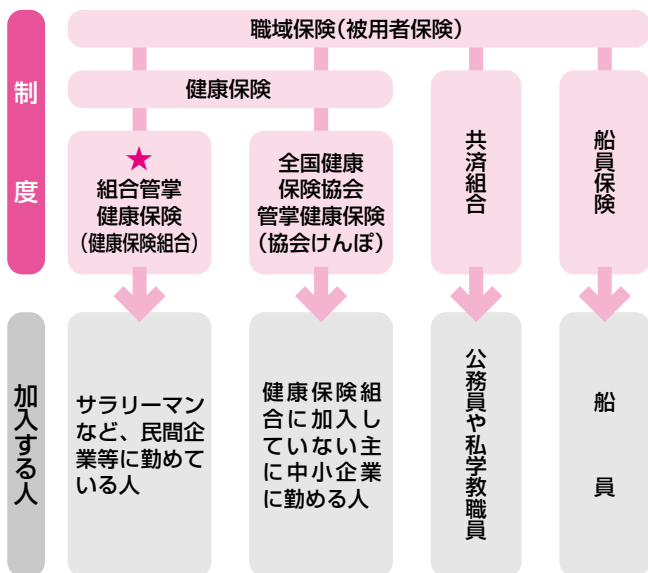 職域保険(被用者保険)
制度
健康保険
★
組合管掌
健康保険
(健康保険組合)
全国健康
保険協会
管掌健康保険
(協会けんぽ)
共済組合
船員保険
加入する人
サラリーマン
など、民間企
業等に勤めて
いる人
健康保険組
合に加入し
ていない主
に中小企業
に勤める人
公務員や私学教職員
船員